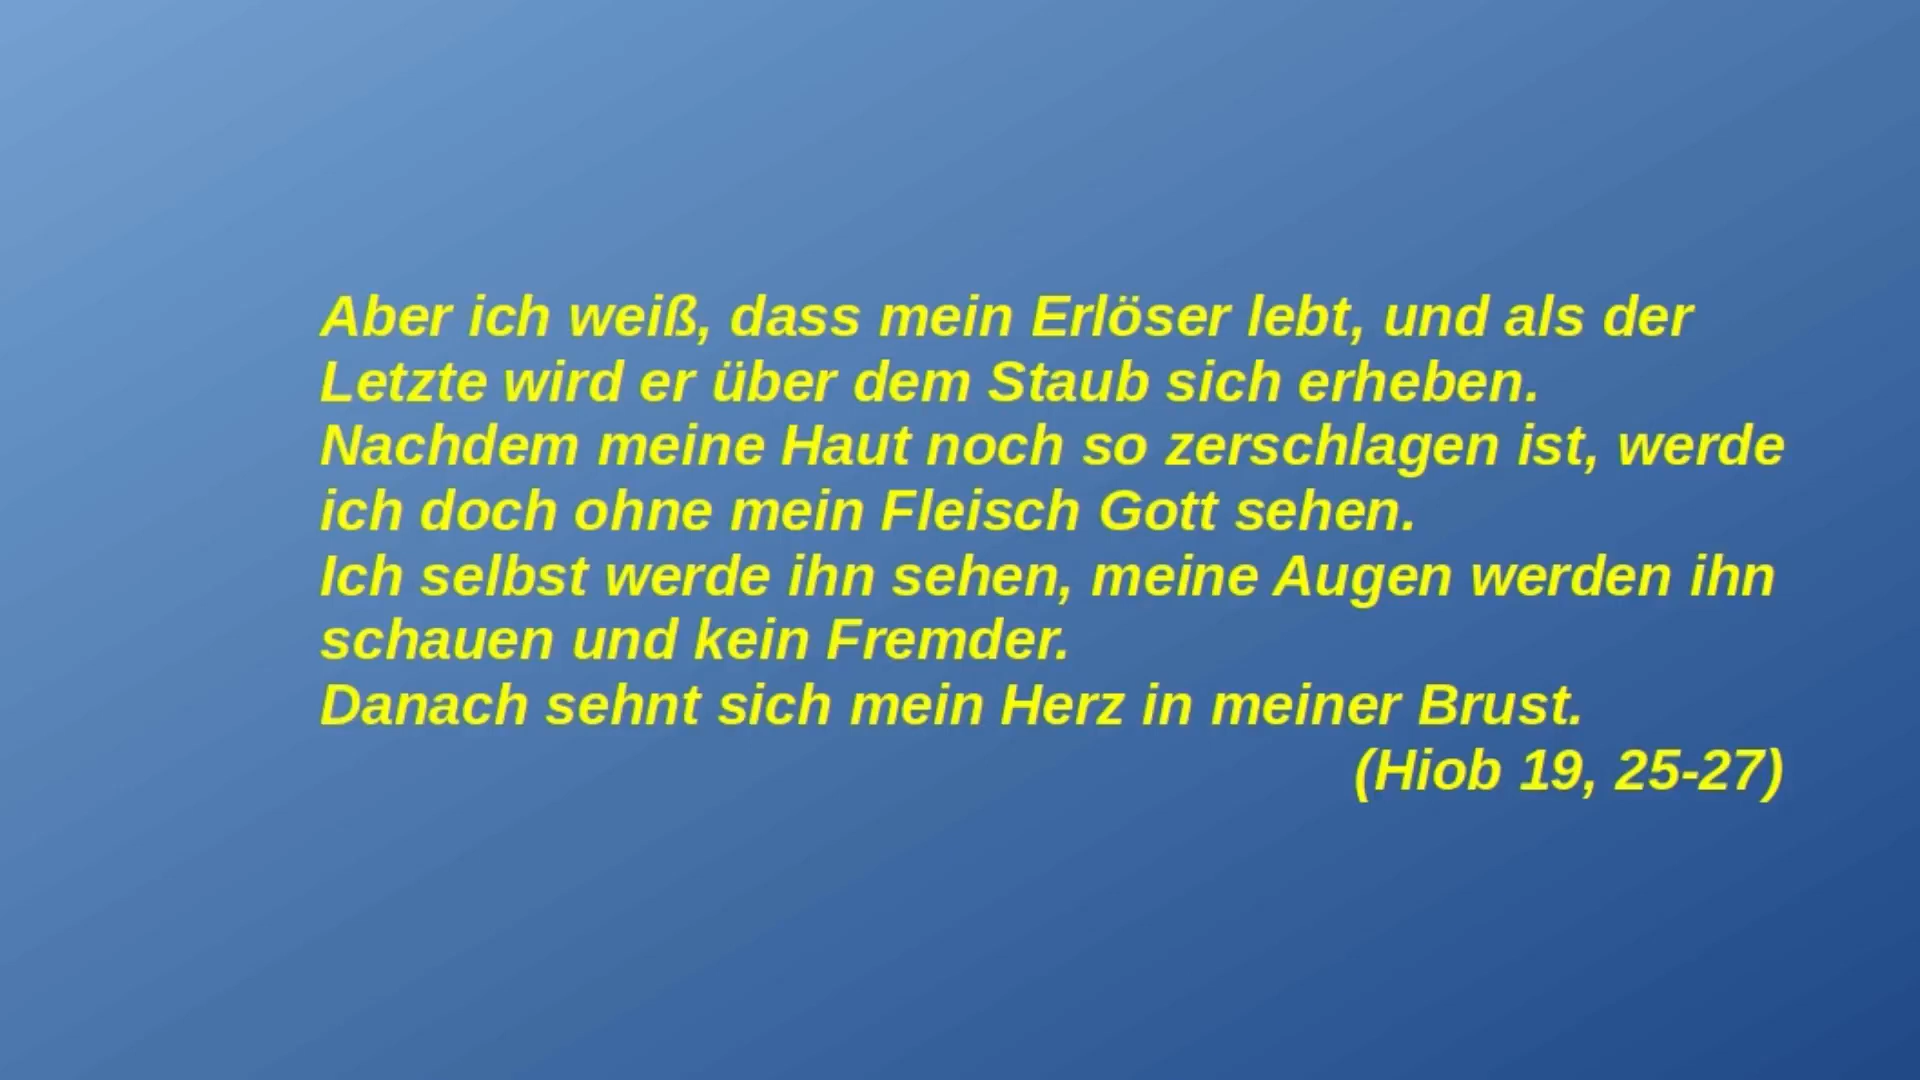 Aber ich weiß, dass mein Erlöser lebt, und als der
Letzte wird er über dem Staub sich erheben.
Nachdem meine Haut noch so zerschlagen ist, werde
ich doch ohne mein Fleisch Gott sehen.
Ich selbst werde ihn sehen, meine Augen werden ihn
schauen und kein Fremder.
Danach sehnt sich mein Herz in meiner Brust.
(Hiob 19, 25-27)